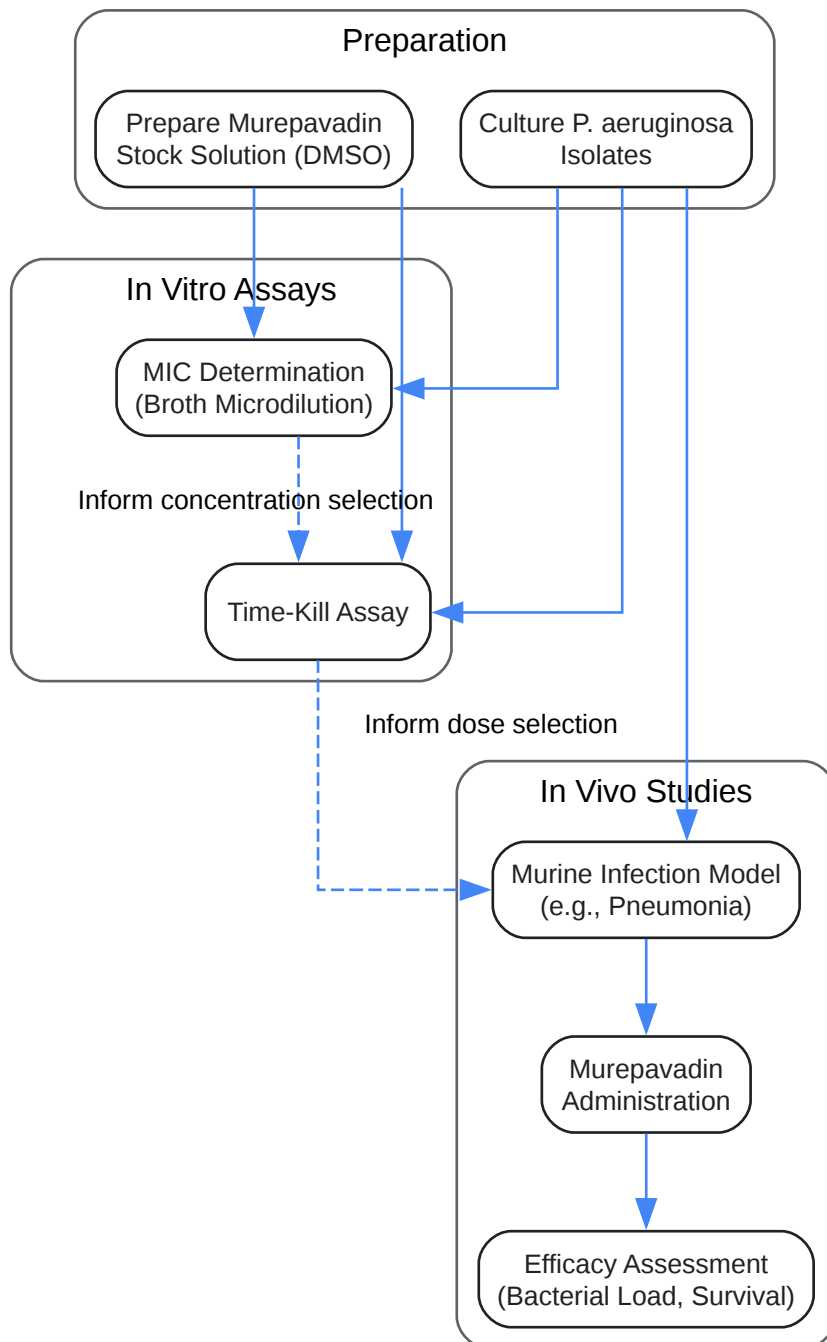 Preparation
Prepare Murepavadin
Stock Solution (DMSO)
Culture P. aeruginosa
Isolates
In Vitro Assays
MIC Determination
(Broth Microdilution)
Inform concentration selection
Time-Kill Assay
Inform dose selection
In Vivo Studies
Murine Infection Model
(e.g., Pneumonia)
Murepavadin
Administration
Efficacy Assessment
(Bacterial Load, Survival)